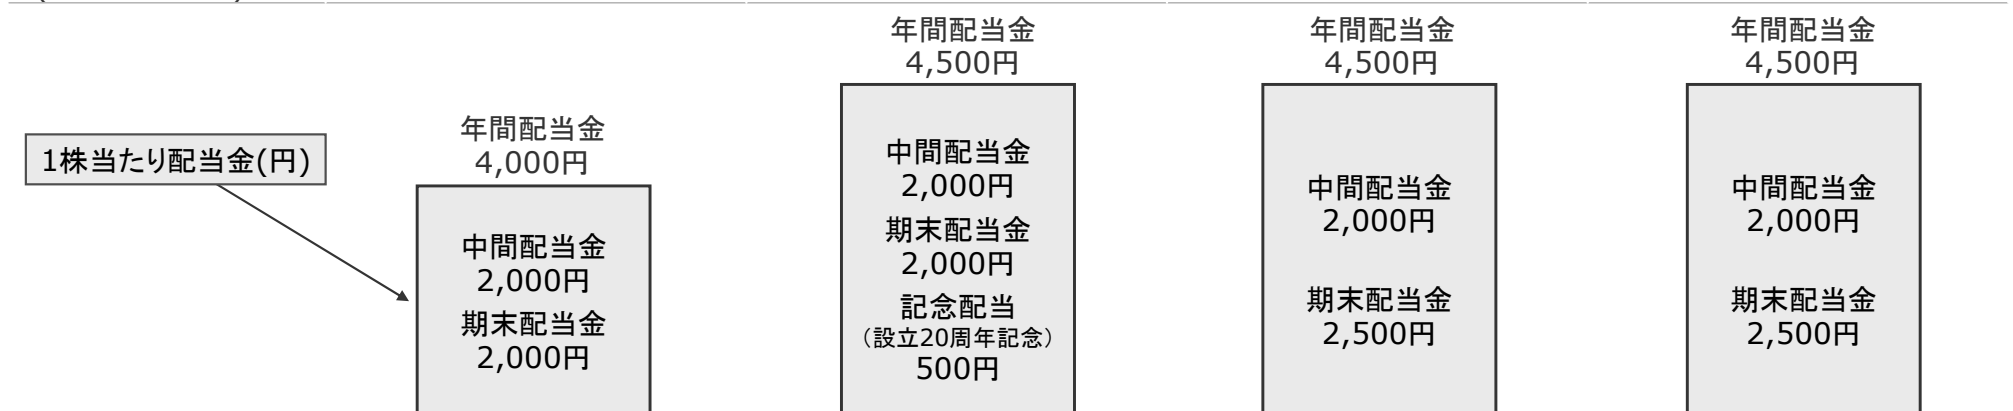 1株当たり配当金(円)
年間配当金
4,000円
中間配当金
2,000円
期末配当金
2,000円
年間配当金
4,500円
中間配当金
2,000円
期末配当金
2,000円
記念配当
（設立20周年記念）
500円
年間配当金
4,500円
中間配当金
2,000円
期末配当金
2,500円
年間配当金
4,500円
中間配当金
2,000円
期末配当金
2,500円